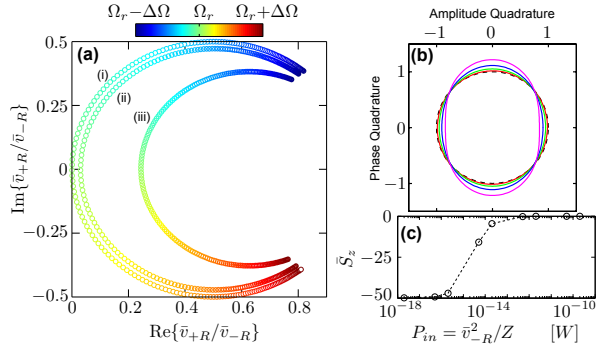 Ω_r−ΔΩ Ω_r Ω_r+ΔΩ
(a)
(i)
(ii)
(iii)
0.5
0.25
0
−0.25
−0.5
Im{v̄_{+R}/v̄_{−R}}
0 0.2 0.4 0.6 0.8
Re{v̄_{+R}/v̄_{−R}}
Amplitude Quadrature
−1 0 1
(b)
1
0
−1
Phase Quadrature
(c)
0
−25
−50
S̄_z
10^{−18} 10^{−14} 10^{−10}
P_{in} = v̄^2_{−R}/Z [W]